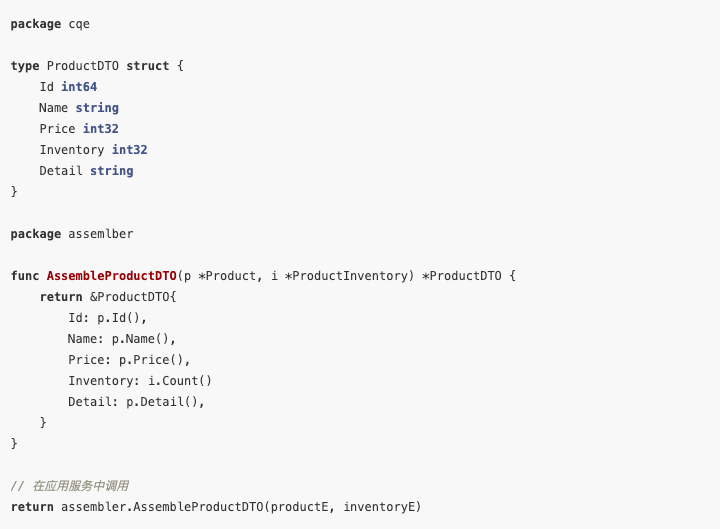 package cqe

type ProductDTO struct {
    Id int64
    Name string
    Price int32
    Inventory int32
    Detail string
}

package assemlber

func AssembleProductDTO(p *Product, i *ProductInventory) *ProductDTO {
    return &ProductDTO{
        Id: p.Id(),
        Name: p.Name(),
        Price: p.Price(),
        Inventory: i.Count()
        Detail: p.Detail(),
    }
}

// 在应用服务中调用
return assembler.AssembleProductDTO(productE, inventoryE)